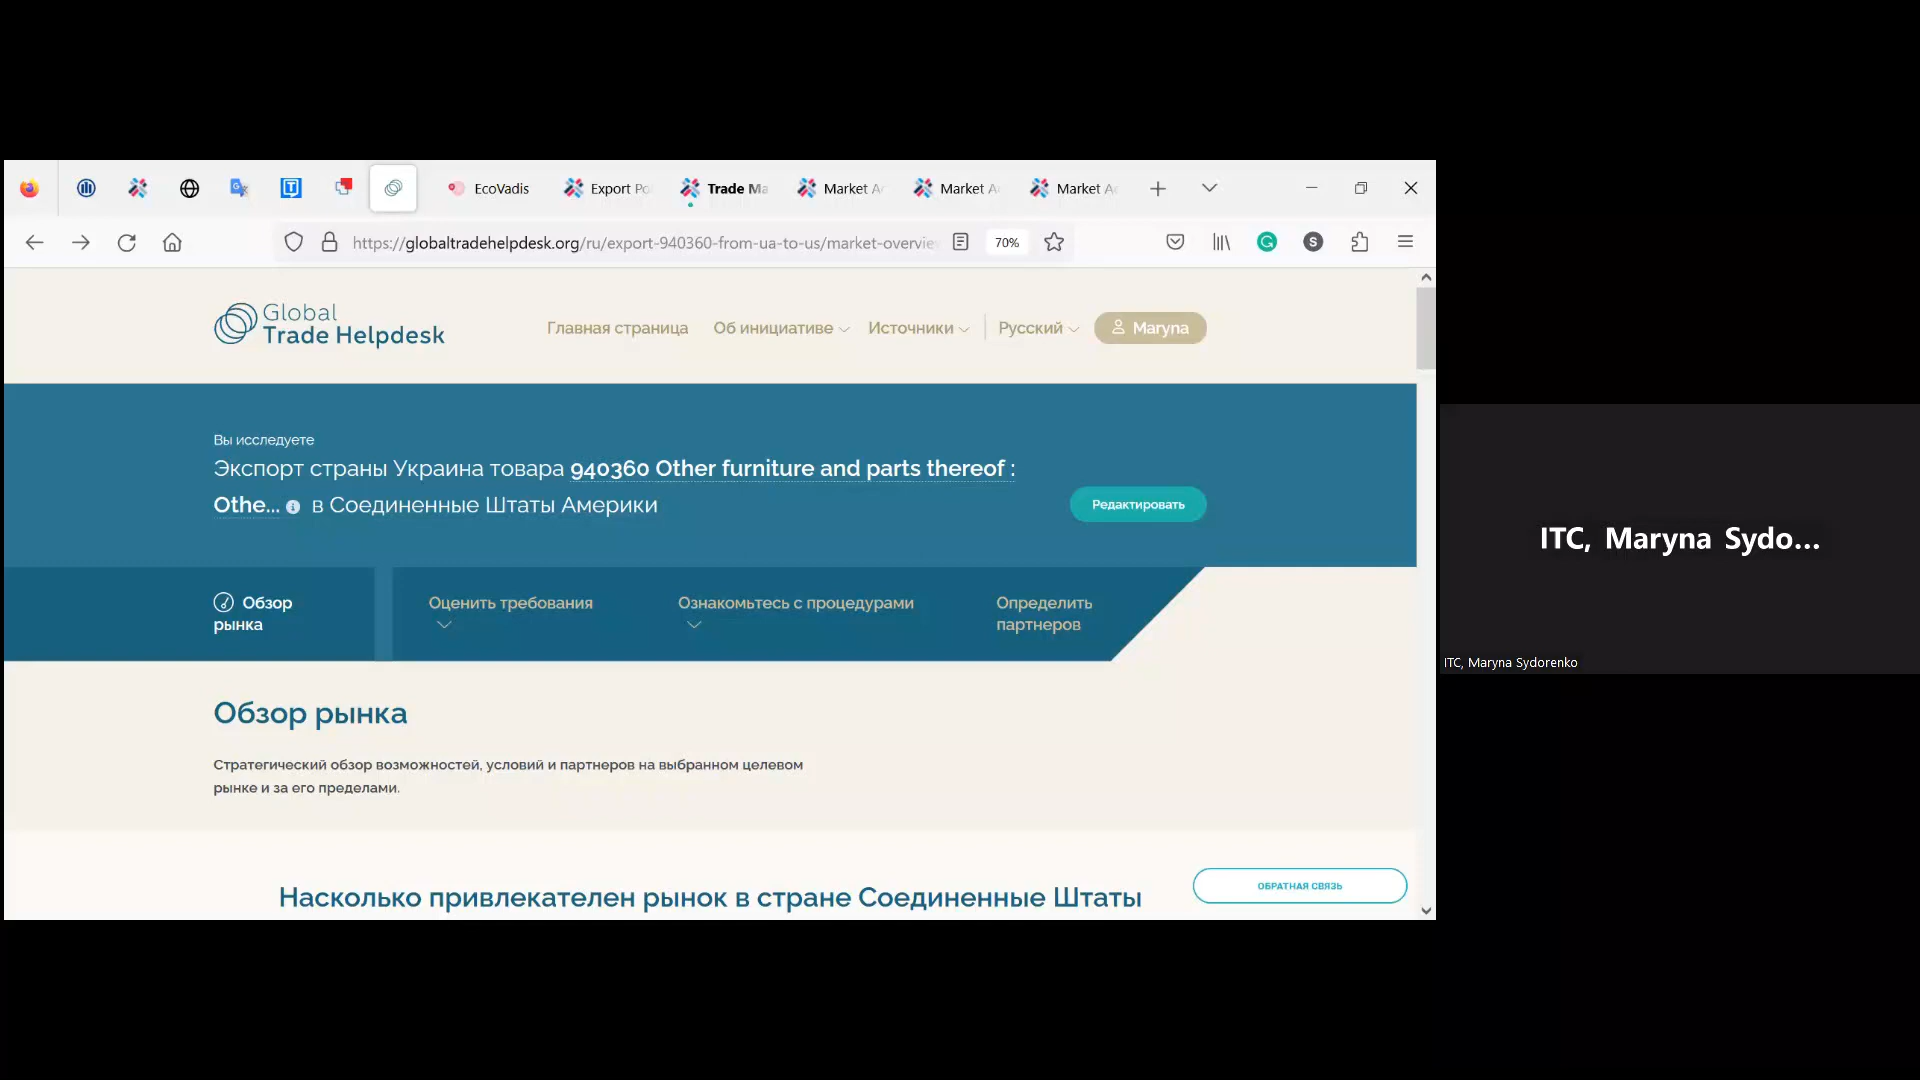 EcoVadis
Export Po
Trade Ma
Market A
Market A
Market A
https://globaltradehelpdesk.org/ru/export-940360-from-ua-to-us/market-overvie
70%
S
Global
Trade Helpdesk
Главная страница
Об инициативе
Источники
Русский
Maryna
Вы исследуете
Экспорт страны Украина товара 940360 Other furniture and parts thereof :
Othe... в Соединенные Штаты Америки
Редактировать
Обзор
рынка
Оценить требования
Ознакомьтесь с процедурами
Определить
партнеров
Обзор рынка
Стратегический обзор возможностей, условий и партнеров на выбранном целевом
рынке и за его пределами.
Насколько привлекателен рынок в стране Соединенные Штаты
ОБРАТНАЯ СВЯЗЬ
ITC, Maryna Sydo...
ITC, Maryna Sydorenko